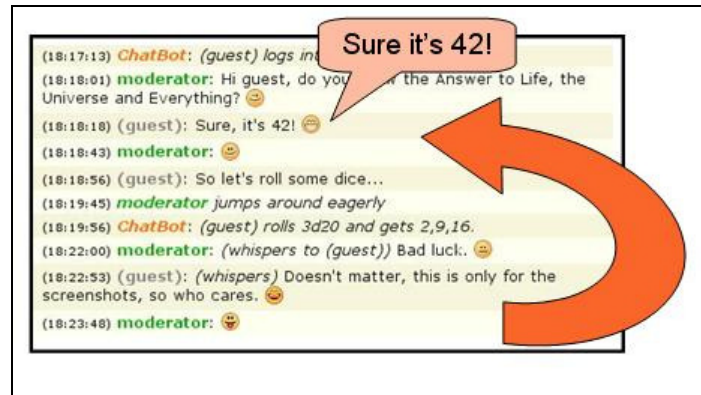 Sure it's 42!
(18:17:13) ChatBot: (guest) logs int
(18:18:01) moderator: Hi guest, do you w the Answer to Life, the
Universe and Everything?
(18:18:18) (guest): Sure, it's 42!
(18:18:43) moderator:
(18:18:56) (guest): So let's roll some dice...
(18:19:45) moderator jumps around eagerly
(18:19:56) ChatBot: (guest) rolls 3d20 and gets 2,9,16.
(18:22:00) moderator: (whispers to (guest)) Bad luck.
(18:22:53) (guest): (whispers) Doesn't matter, this is only for the
screenshots, so who cares.
(18:23:48) moderator: